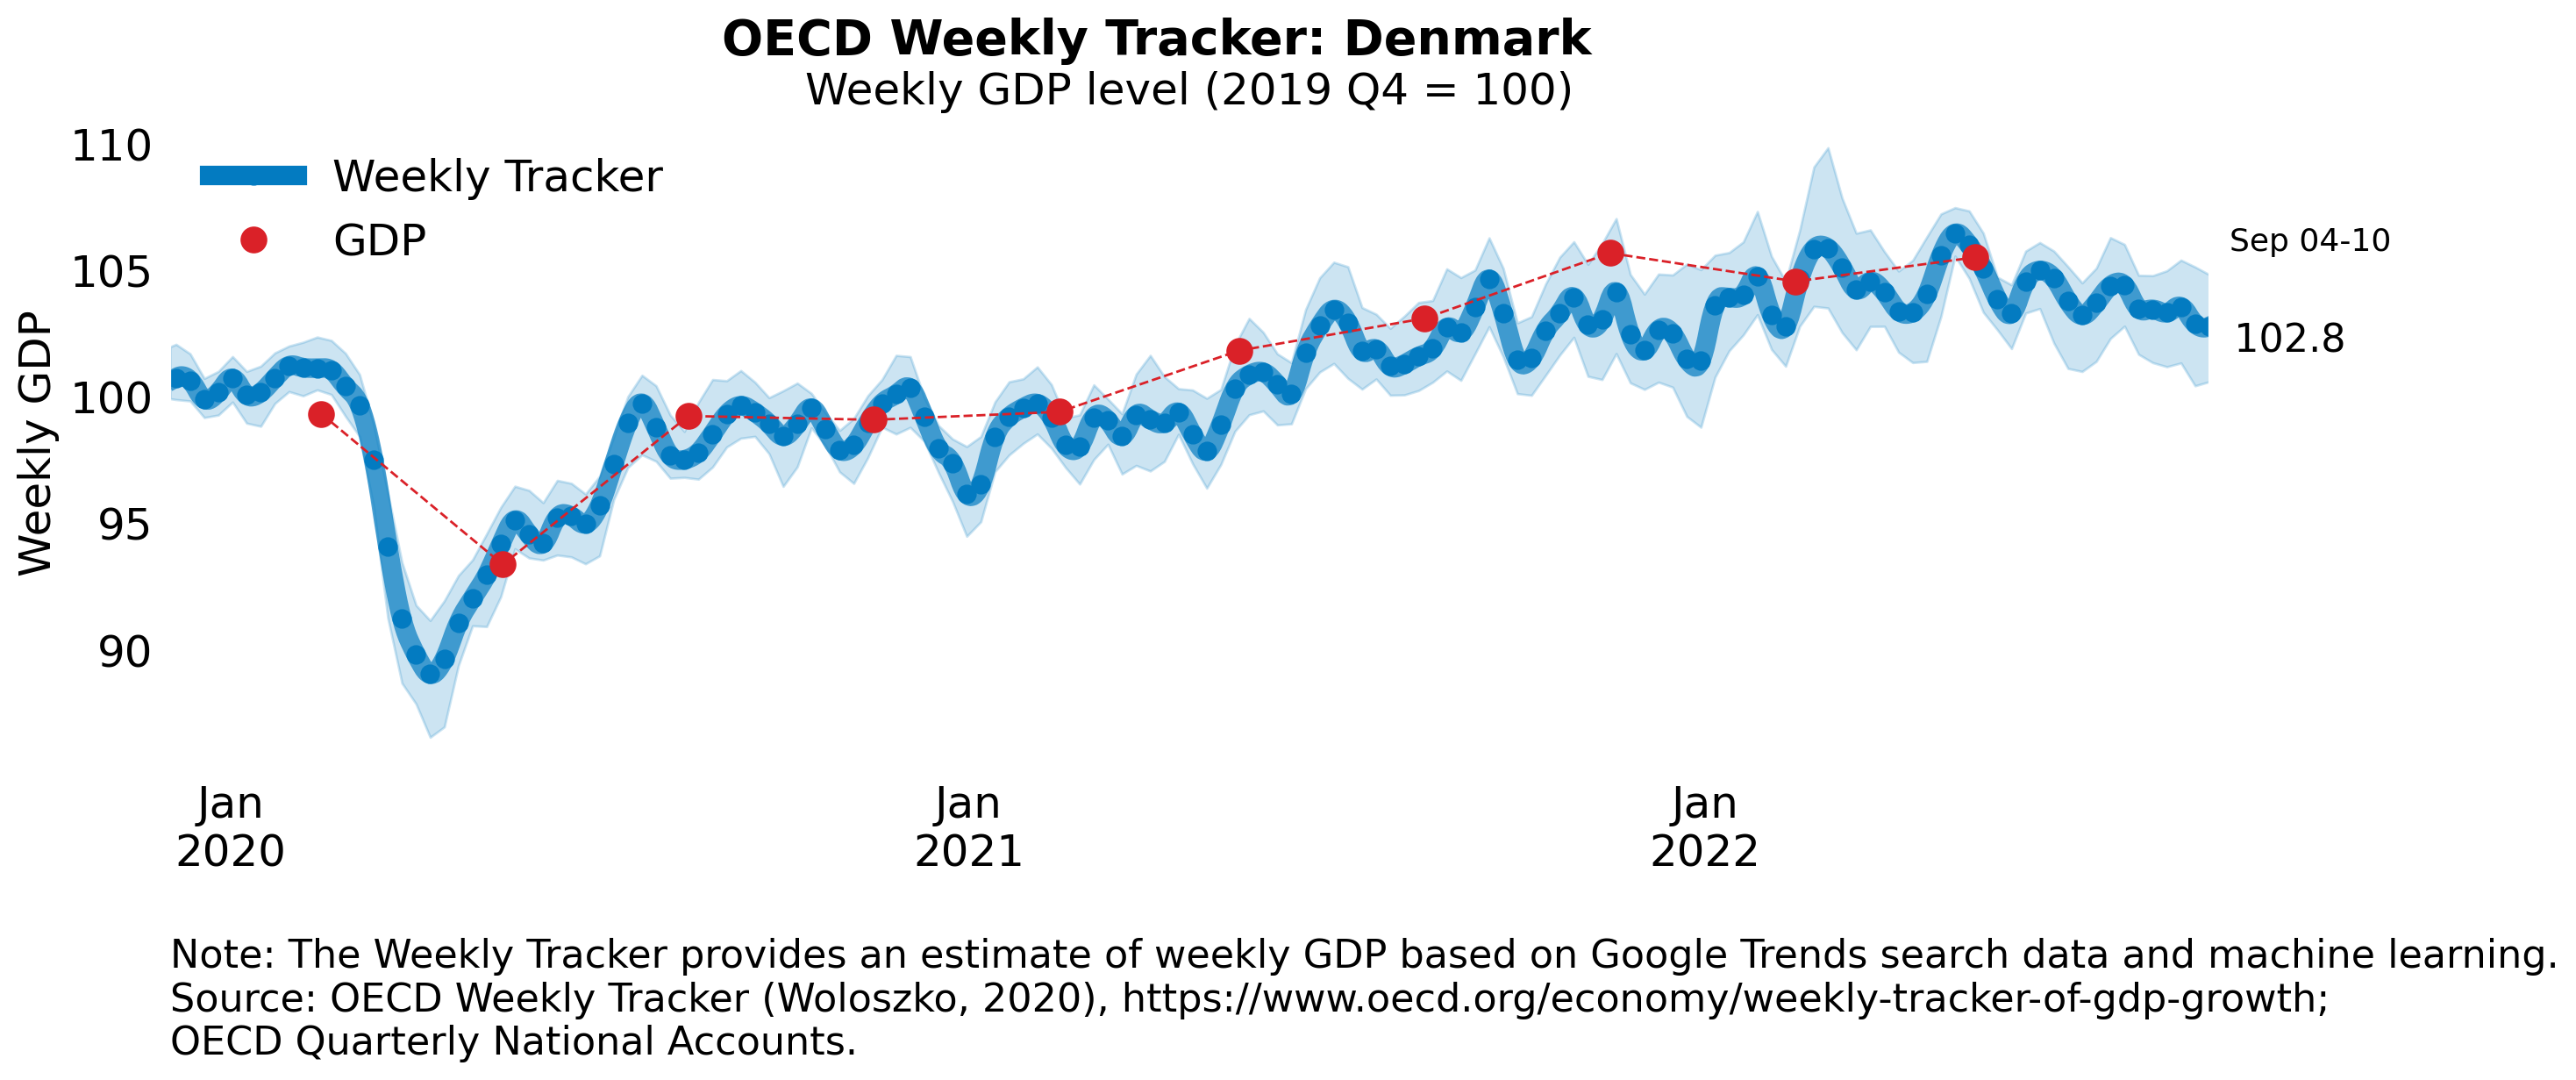 OECD Weekly Tracker: Denmark
Weekly GDP level (2019 Q4 = 100)
110
105
100
95
90
Weekly GDP
Weekly Tracker
GDP
Sep 04-10
102.8
Jan
2020
Jan
2021
Jan
2022
Note: The Weekly Tracker provides an estimate of weekly GDP based on Google Trends search data and machine learning.
Source: OECD Weekly Tracker (Woloszko, 2020), https://www.oecd.org/economy/weekly-tracker-of-gdp-growth;
OECD Quarterly National Accounts.